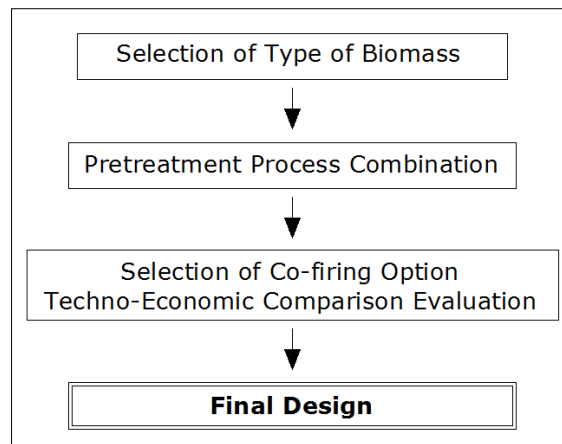 Selection of Type of Biomass
Pretreatment Process Combination
Selection of Co-firing Option
Techno-Economic Comparison Evaluation
Final Design